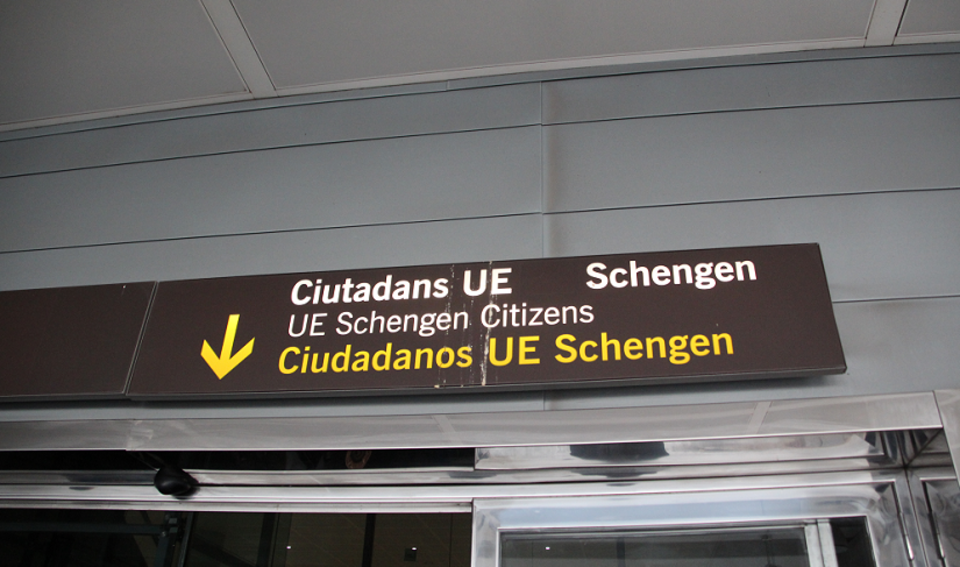 Ciutadans UE Schengen
UE Schengen Citizens
Ciudadanos UE Schengen